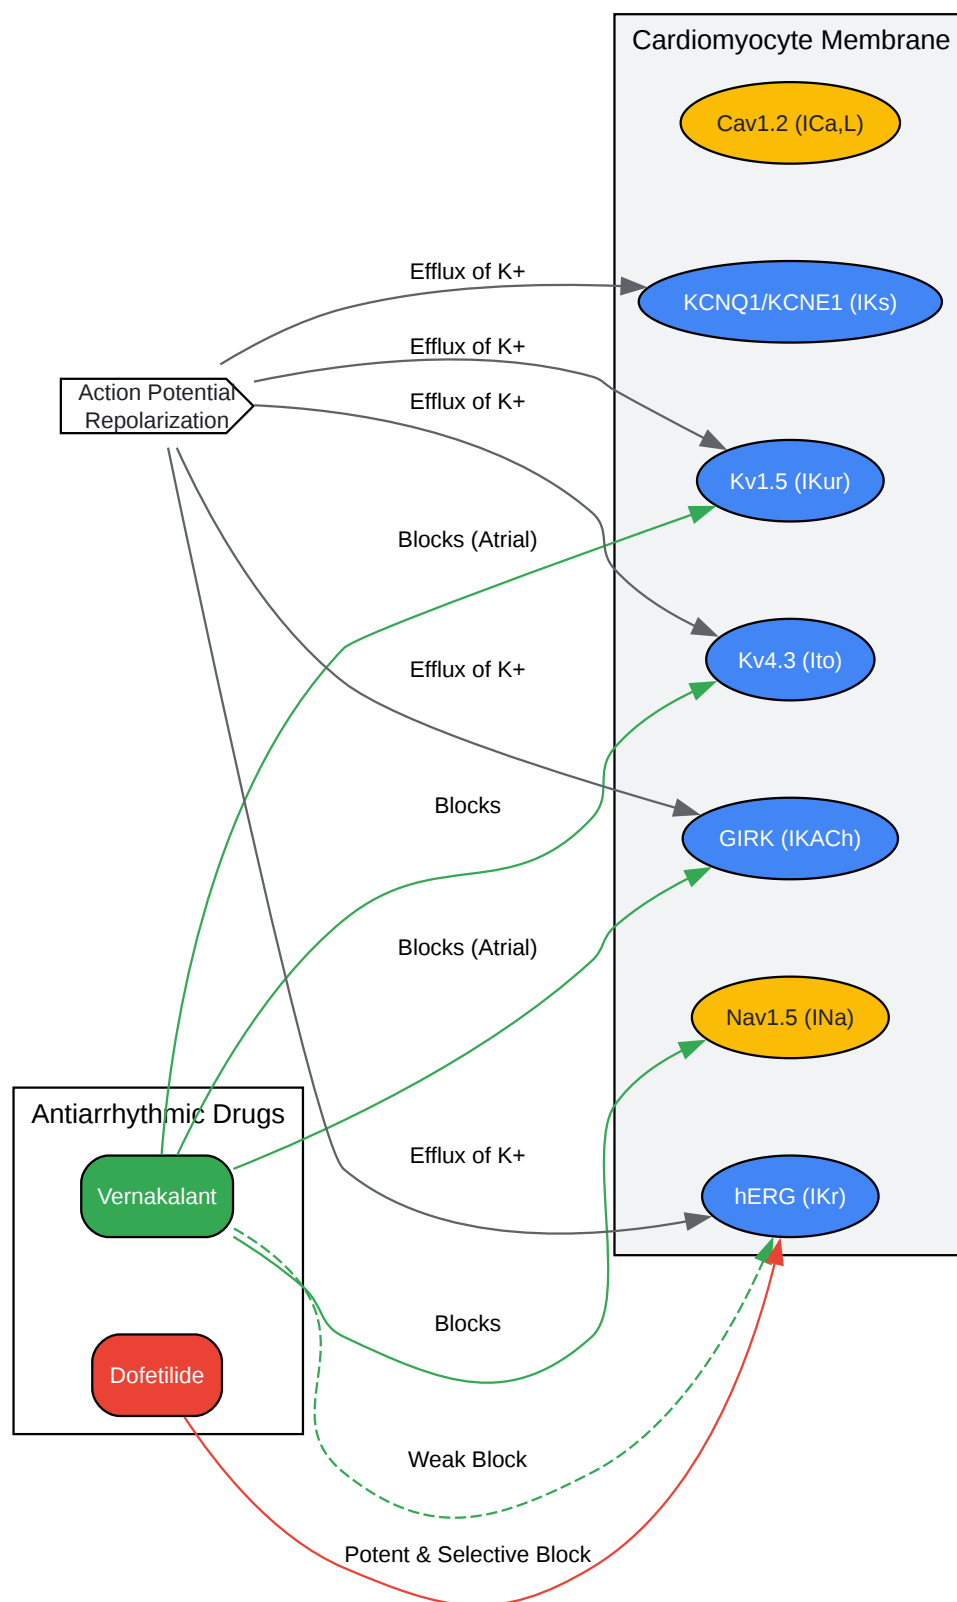 Cardiomyocyte Membrane
Cav1.2 (ICa,L)
Efflux of K+
KCNQ1/KCNE1 (IKs)
Efflux of K+
Action Potential
Repolarization
Efflux of K+
Kv1.5 (IKur)
Blocks (Atrial)
Efflux of K+
Kv4.3 (Ito)
Blocks
GIRK (IKACh)
Blocks (Atrial)
Nav1.5 (INa)
Antiarrhythmic Drugs
Efflux of K+
Vernakalant
hERG (IKr)
Blocks
Dofetilide
Weak Block
Potent & Selective Block